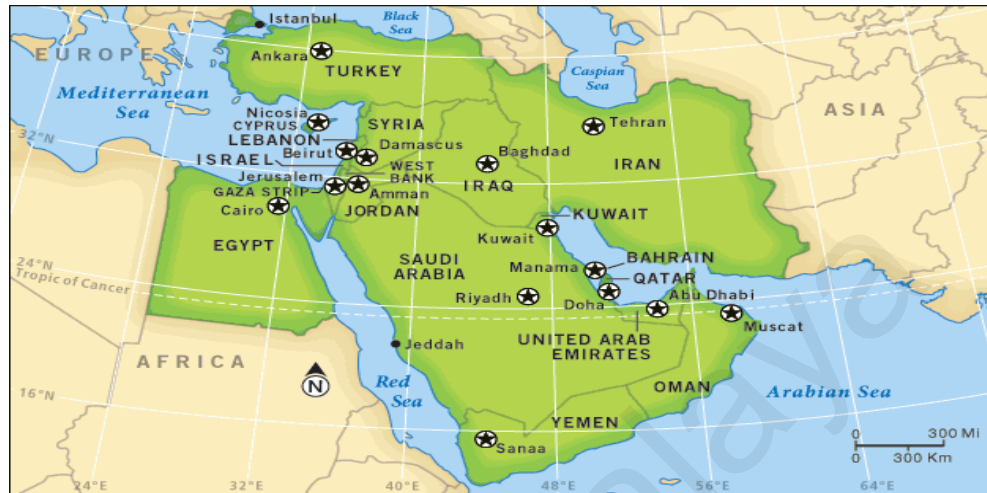 Istanbul
Black
Sea
EUROPE
Ankara
TURKEY
Caspian
Sea
ASIA
Mediterranean
Sea
Nicosia
CYPRUS
SYRIA
Tehran
32°N
LEBANON
Beirut
Damascus
Baghdad
IRAN
ISRAEL
WEST
BANK
Jerusalem
IRAQ
GAZA STRIP
Amman
Cairo
JORDAN
KUWAIT
EGYPT
Kuwait
SAUDI
ARABIA
BAHRAIN
Manama
24°N
QATAR
Tropic of Cancer
Riyadh
Doha
Abu Dhabi
Muscat
UNITED ARAB
EMIRATES
Jeddah
AFRICA
N
Red
Sea
OMAN
Arabian Sea
16°N
YEMEN
Sanaa
0 300 Mi
0 300 Km
24°E
32°E
40°E
48°E
56°E
64°E